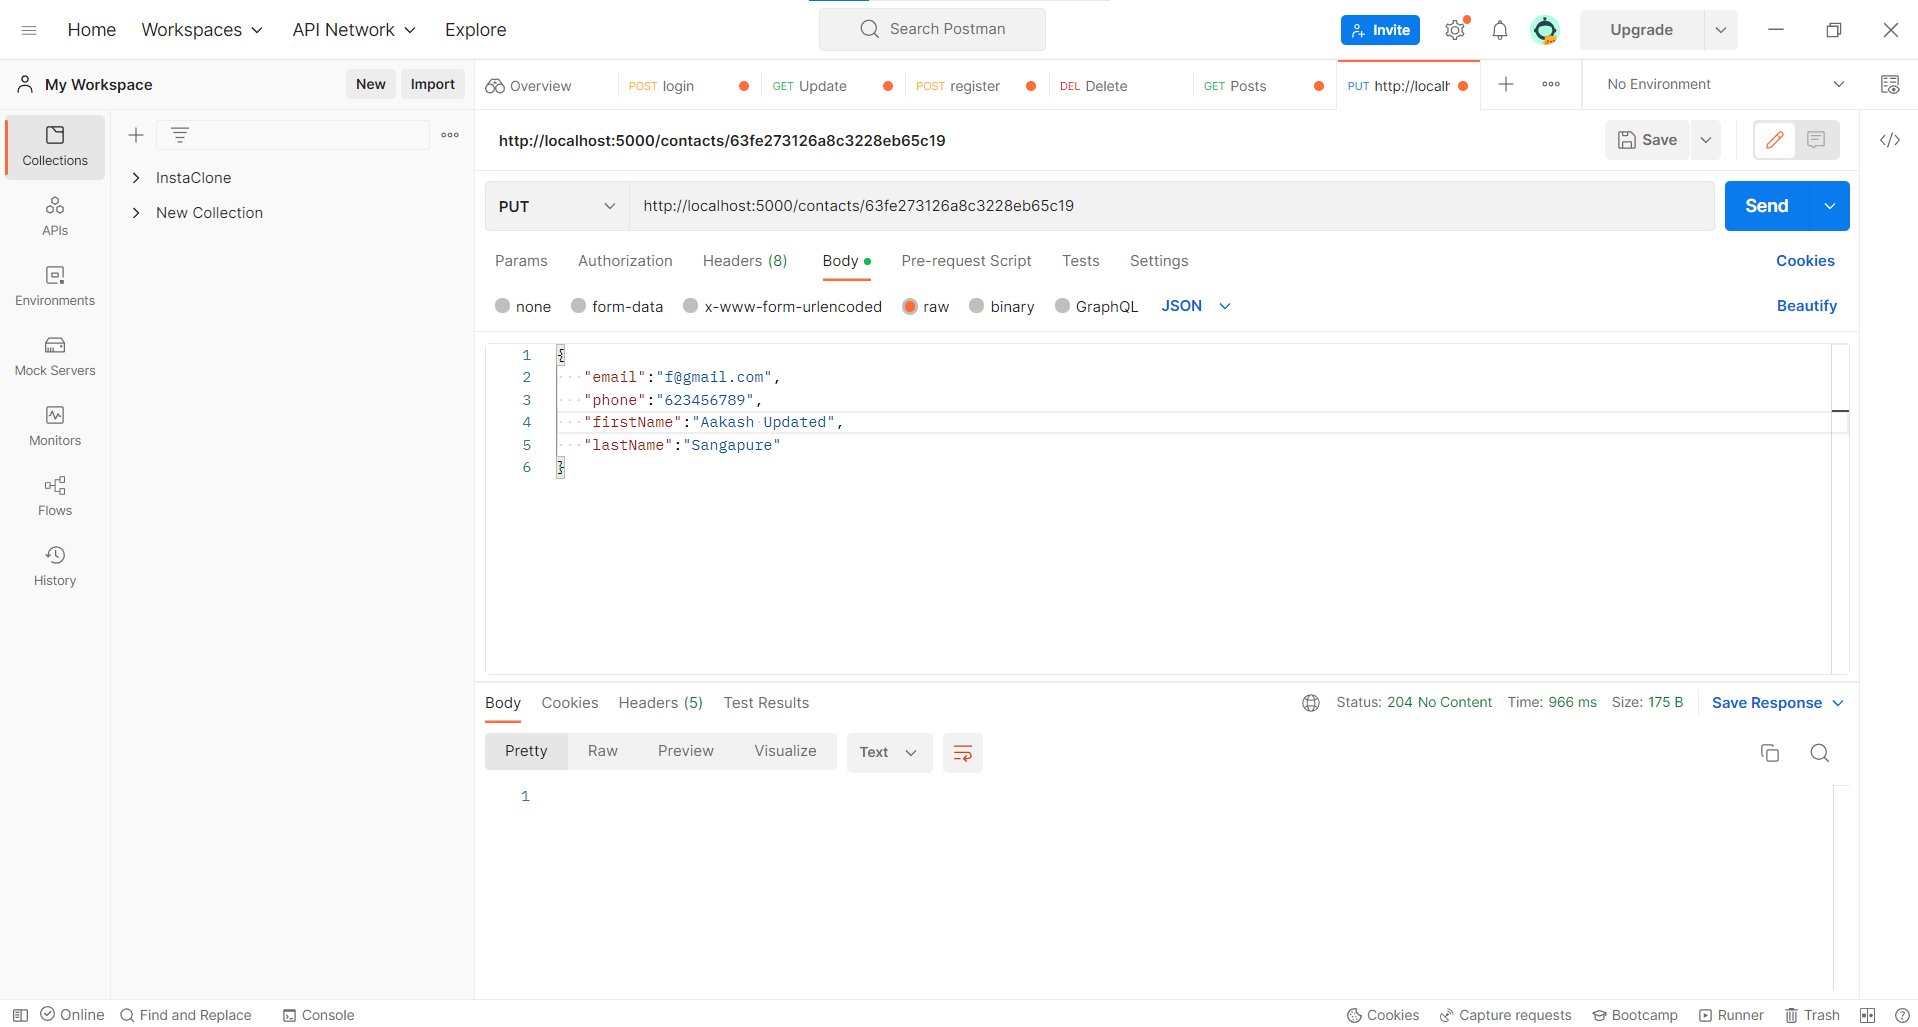 Home Workspaces API Network Explore Search Postman Invite Upgrade
My Workspace New Import Overview POST login GET Update POST register DEL Delete GET Posts PUT http://localh No Environment
Collections
APIs
Environments
Mock Servers
Monitors
Flows
History
InstaClone
New Collection
http://localhost:5000/contacts/63fe273126a8c3228eb65c19 Save
PUT http://localhost:5000/contacts/63fe273126a8c3228eb65c19 Send
Params Authorization Headers (8) Body Pre-request Script Tests Settings Cookies
none form-data x-www-form-urlencoded raw binary GraphQL JSON Beautify
1 {
2 "email":"f@gmail.com",
3 "phone":"623456789",
4 "firstName":"Aakash Updated",
5 "lastName":"Sangapure"
6 }
Body Cookies Headers (5) Test Results Status: 204 No Content Time: 966 ms Size: 175 B Save Response
Pretty Raw Preview Visualize Text
1
Online Find and Replace Console Cookies Capture requests Bootcamp Runner Trash